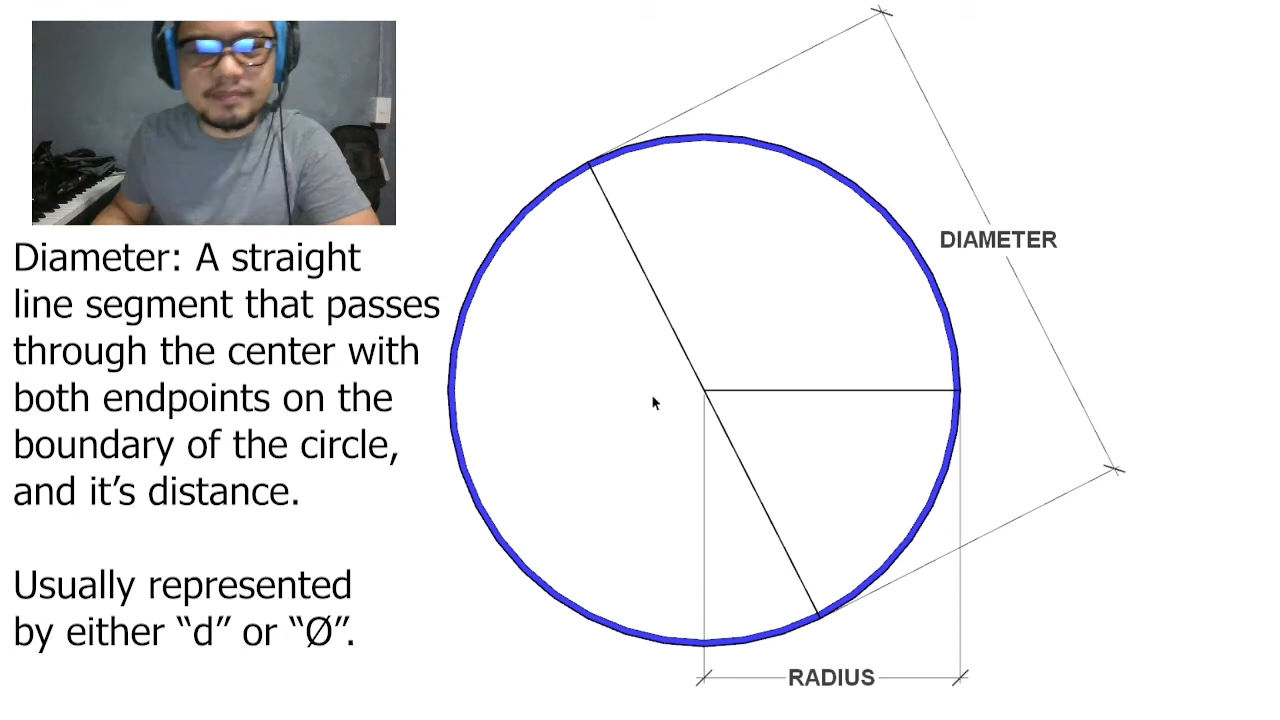 Diameter: A straight
line segment that passes
through the center with
both endpoints on the
boundary of the circle,
and it’s distance.
Usually represented
by either “d” or “Ø”.
DIAMETER
RADIUS